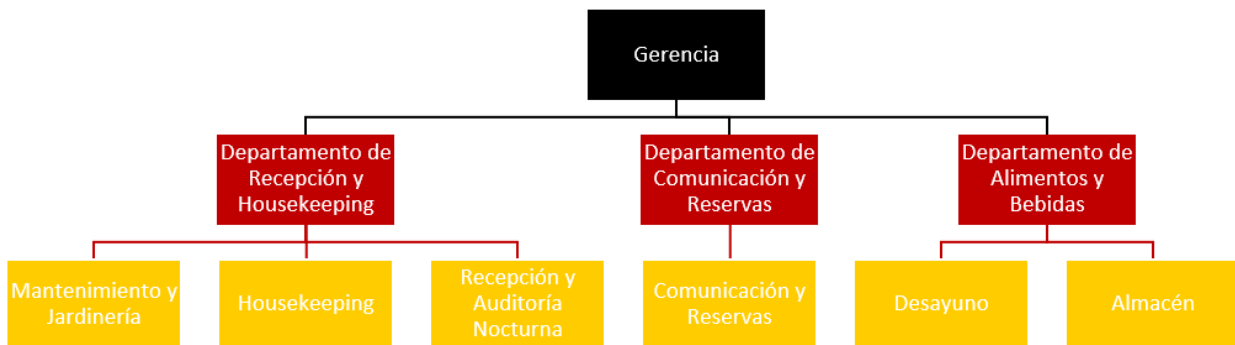 Gerencia
Departamento de
Recepción y
Housekeeping
Departamento de
Comunicación y
Reservas
Departamento de
Alimentos y
Bebidas
Mantenimiento y
Jardinería
Housekeeping
Recepción y
Auditoría
Nocturna
Comunicación y
Reservas
Desayuno
Almacén